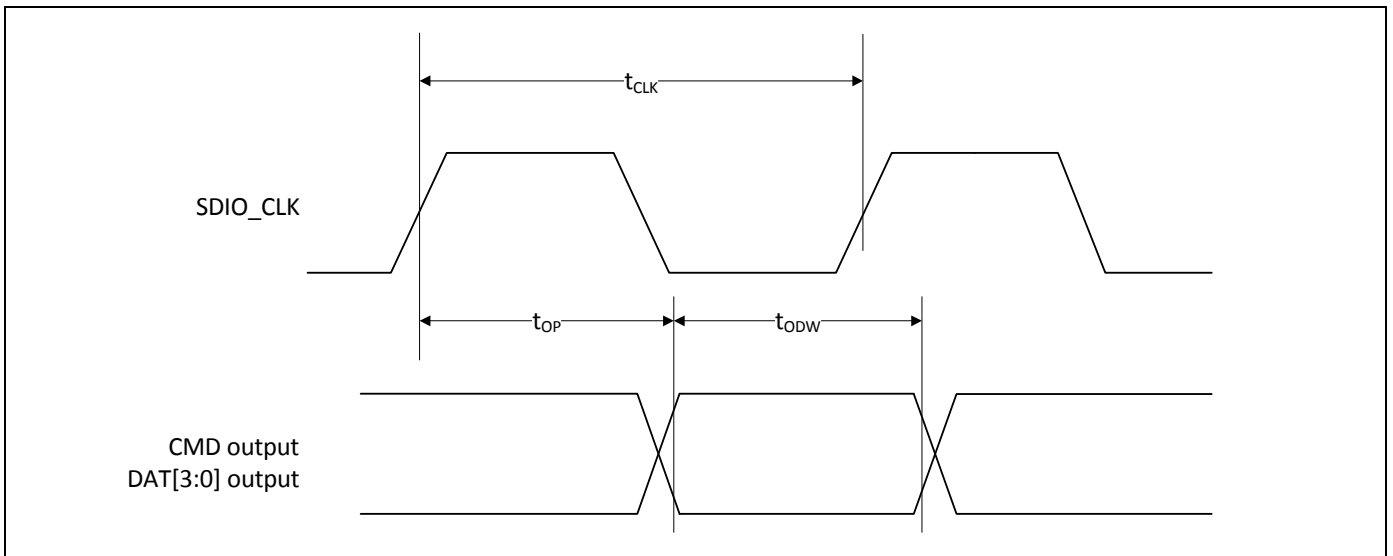 tCLK
SDIO_CLK
tOP
tODW
CMD output
DAT[3:0] output